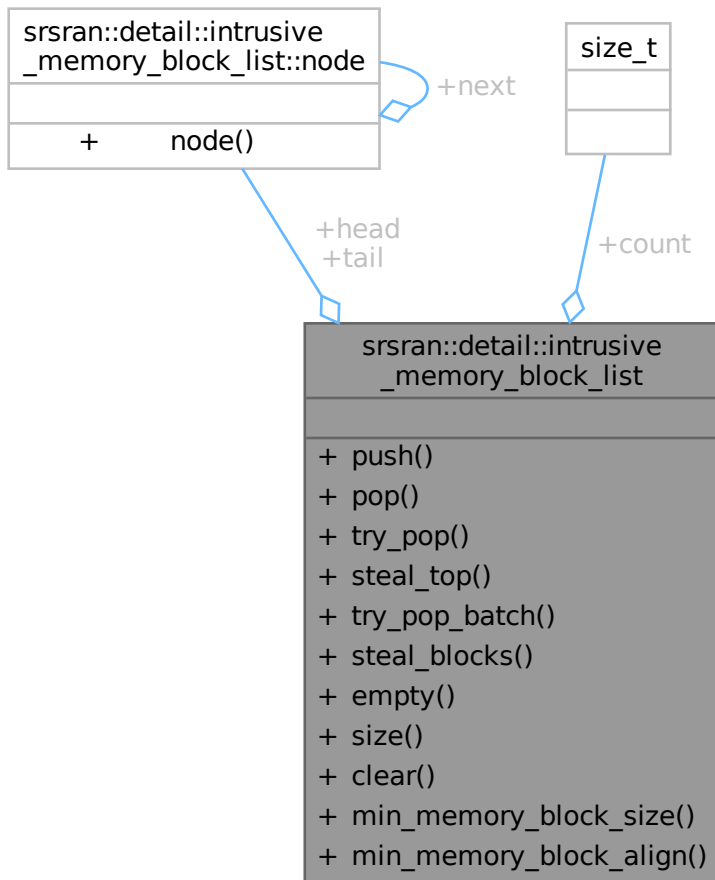 srsran::detail::intrusive
_memory_block_list::node
+ node()
+next
size_t
+head
+tail
+count
srsran::detail::intrusive
_memory_block_list
+ push()
+ pop()
+ try_pop()
+ steal_top()
+ try_pop_batch()
+ steal_blocks()
+ empty()
+ size()
+ clear()
+ min_memory_block_size()
+ min_memory_block_align()